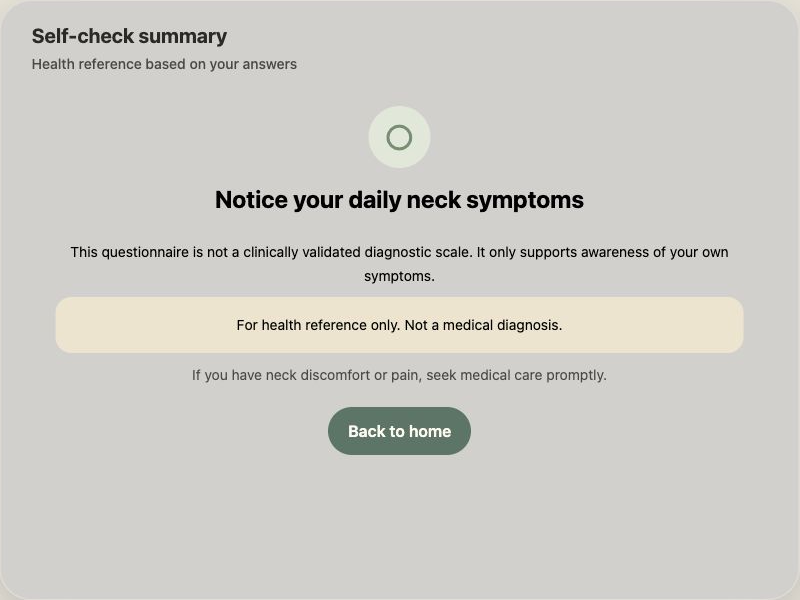 Self-check summary
Health reference based on your answers
Notice your daily neck symptoms
This questionnaire is not a clinically validated diagnostic scale. It only supports awareness of your own
symptoms.
For health reference only. Not a medical diagnosis.
If you have neck discomfort or pain, seek medical care promptly.
Back to home